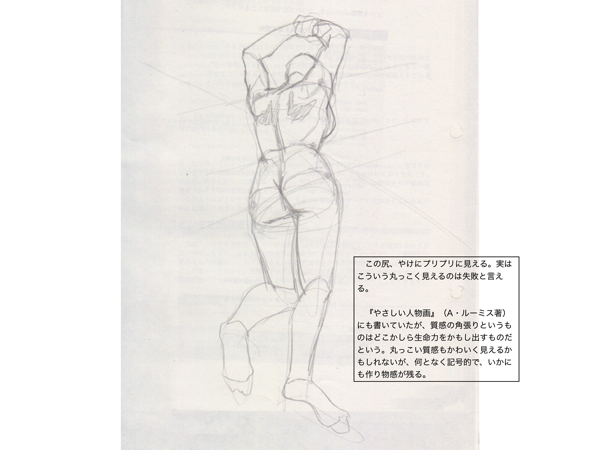 この尻、やけにプリプリに見える。実は
こういう丸っこく見えるのは失敗と言え
る。
『やさしい人物画』（A・ルーミス著）
にも書いていたが、質感の角張りというも
のはどこかしら生命力をかもし出すものだ
という。丸っこい質感もかわいく見えるか
もしれないが、何となく記号的で、いかに
も作り物感が残る。